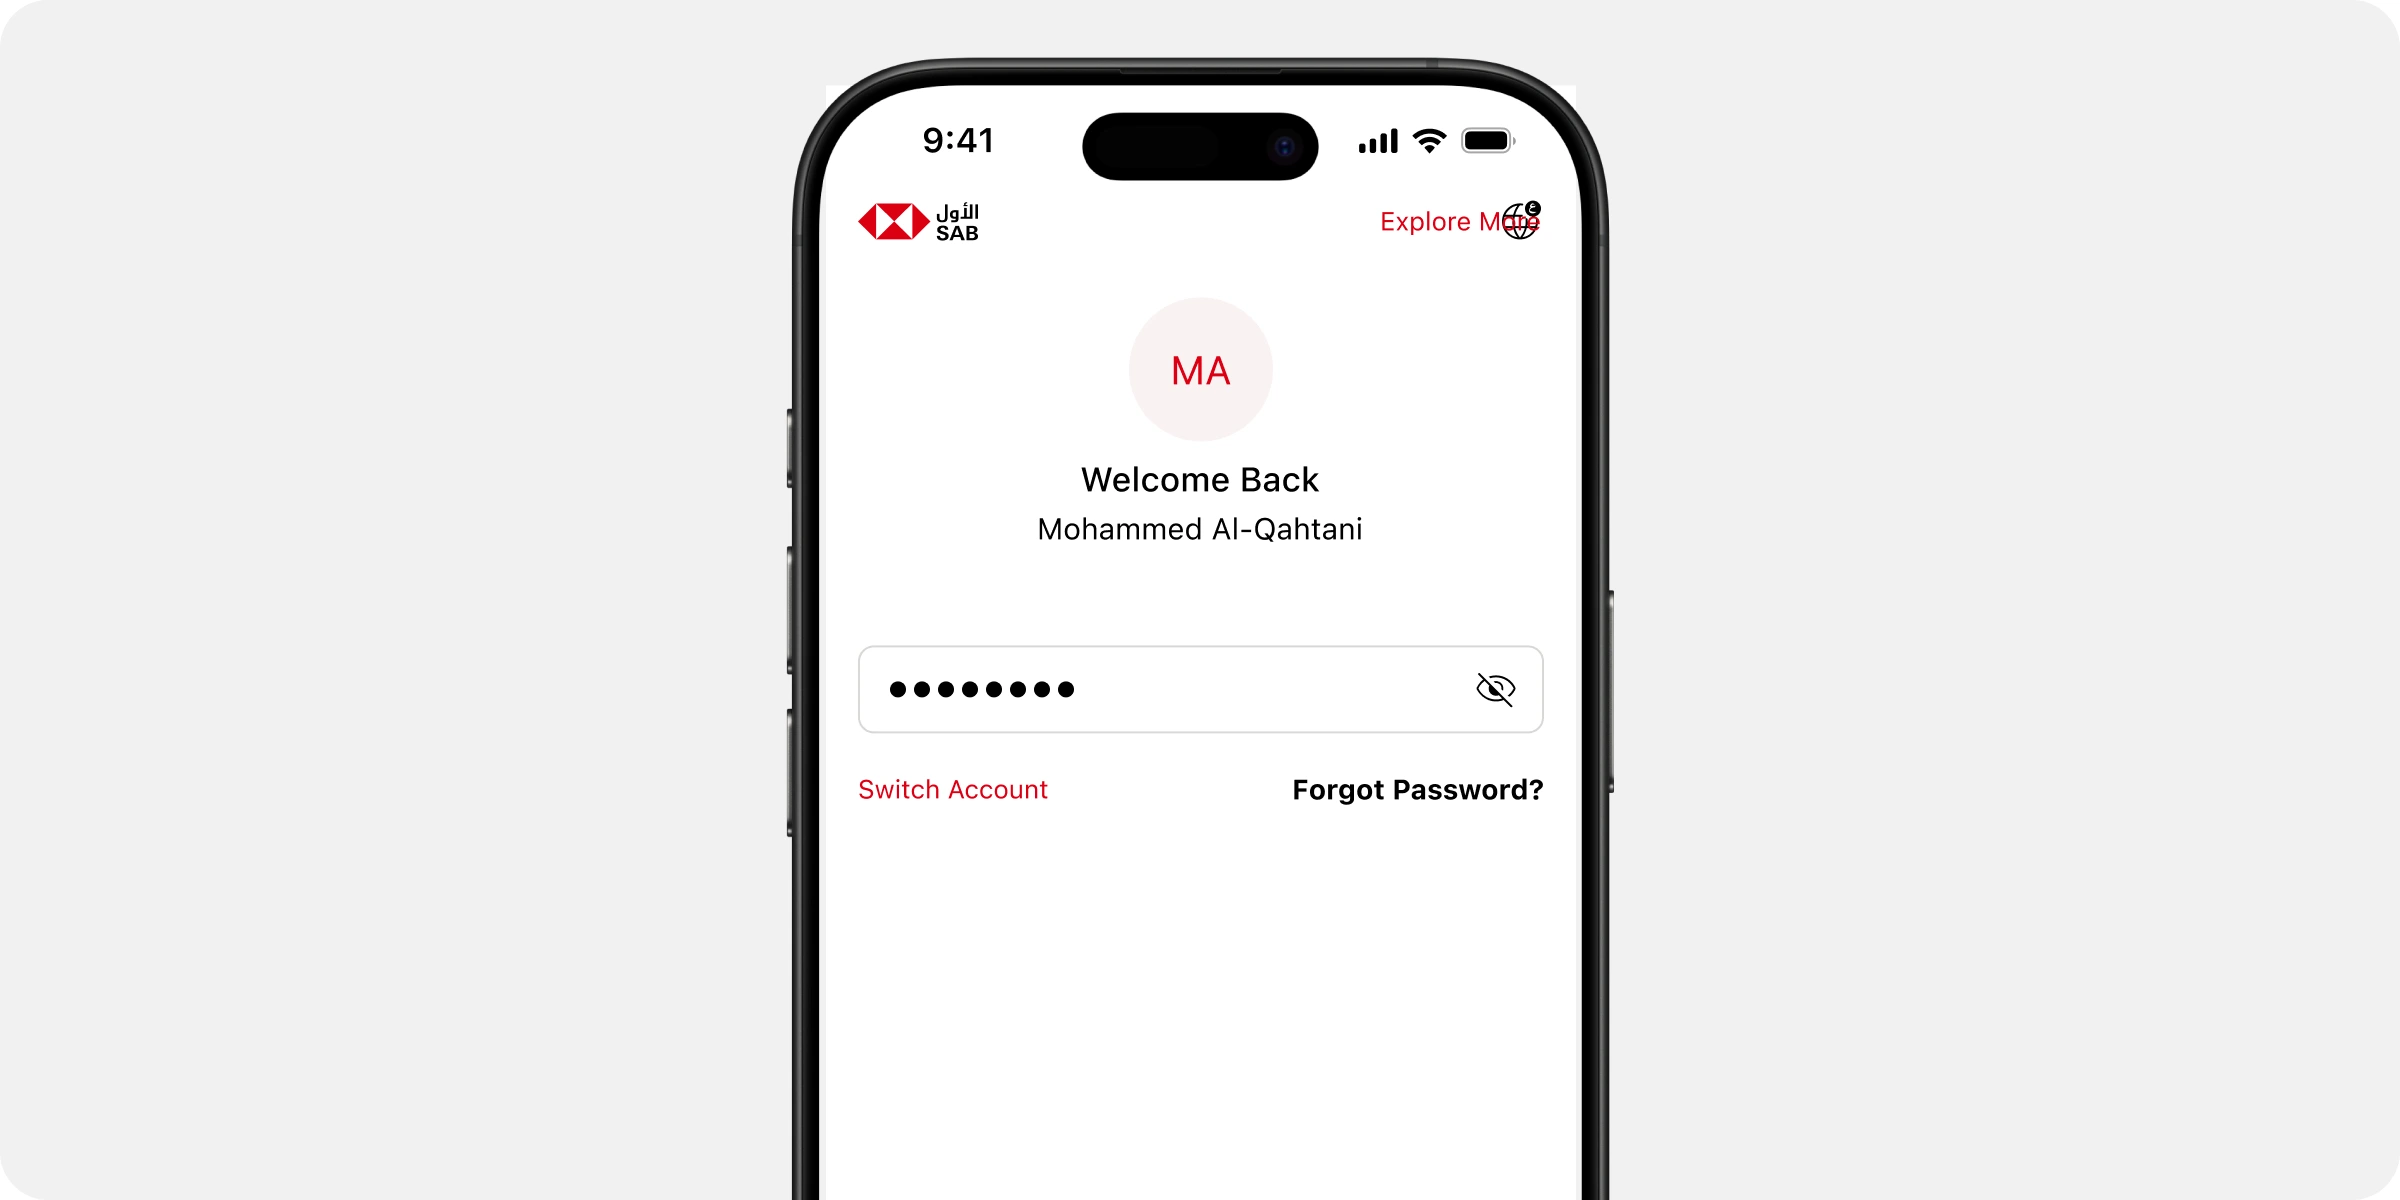 9:41
الأول
SAB
Explore More
MA
Welcome Back
Mohammed Al-Qahtani
Switch Account
Forgot Password?